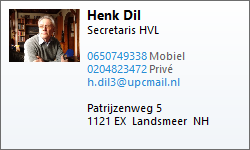 Henk Dil
Secretaris HVL
0650749338 Mobiel
0204823472 Privé
h.dil3@upcmail.nl
Patrijzenweg 5
1121 EX  Landsmeer  NH